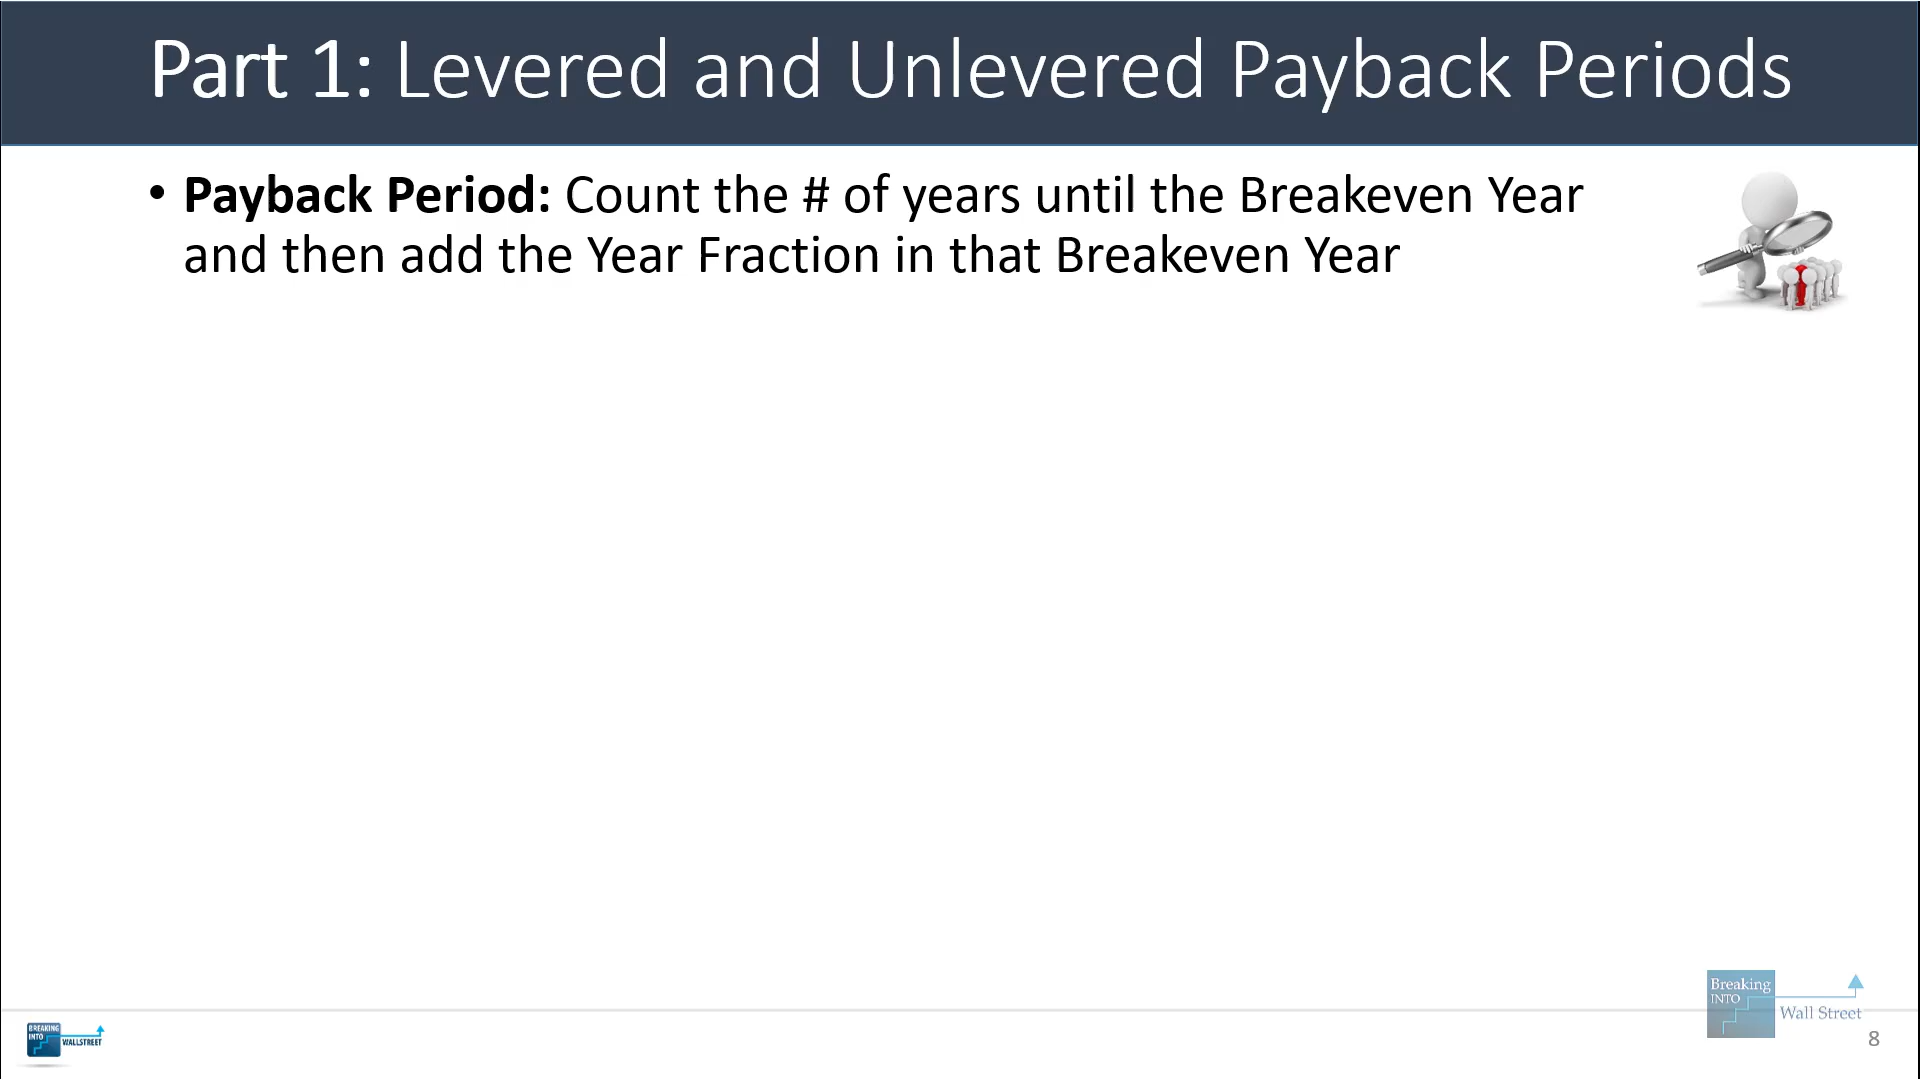 Part 1: Levered and Unlevered Payback Periods
• Payback Period: Count the # of years until the Breakeven Year
and then add the Year Fraction in that Breakeven Year
Breaking
INTO
Wall Street
BREAKING
INTO
WALLSTREET
8